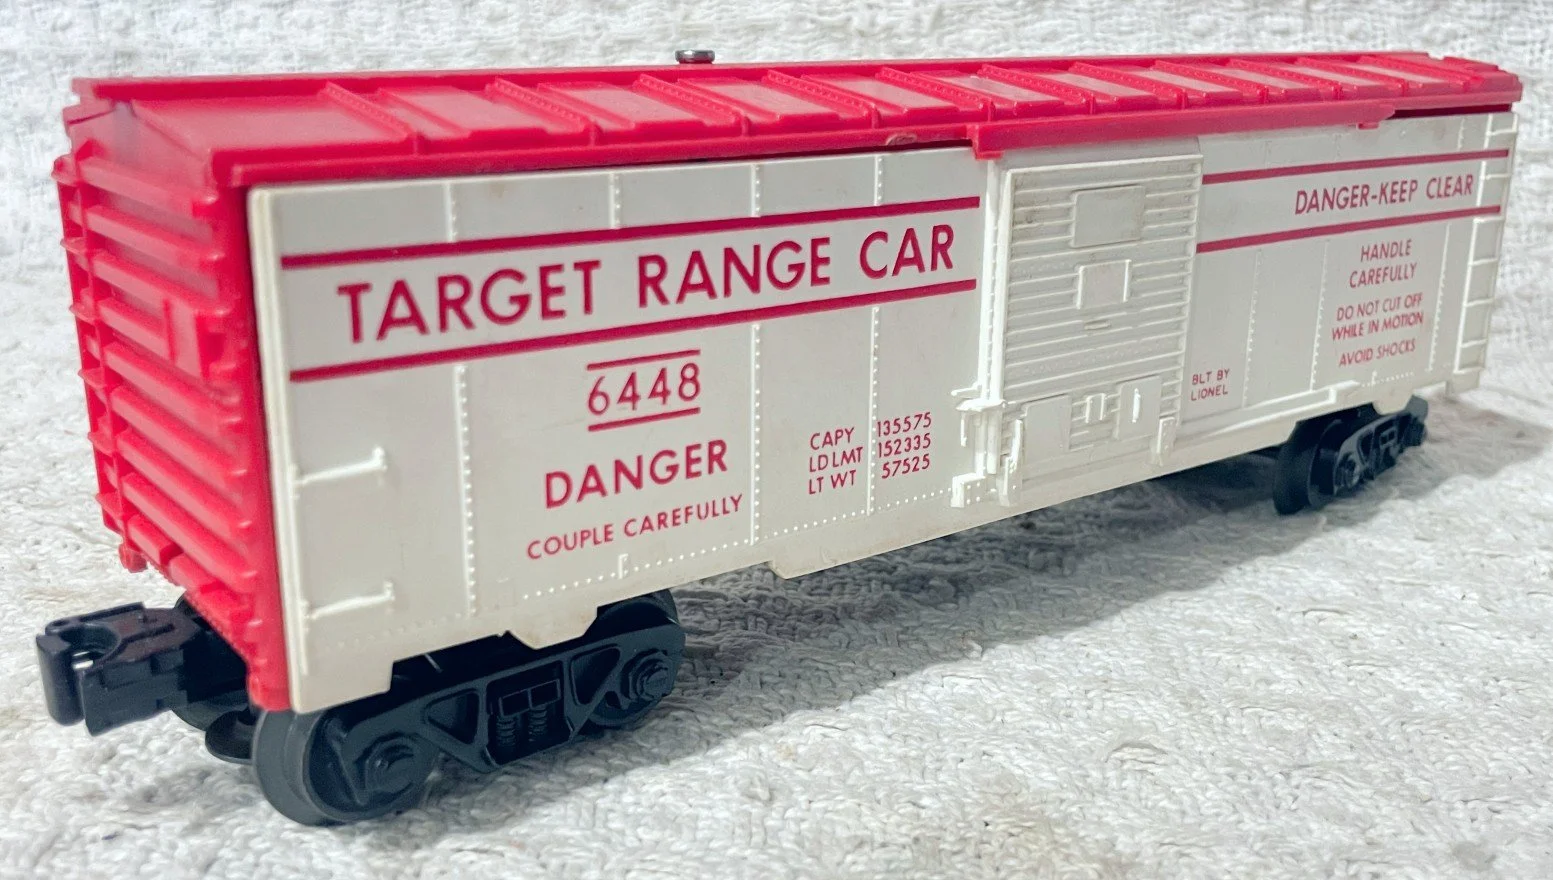 TARGET RANGE CAR
6448
DANGER
COUPLE CAREFULLY
CAPY 135575
LD LMT 152335
LT WT 57525
BLT BY
LIONEL
DANGER-KEEP CLEAR
HANDLE
CAREFULLY
DO NOT CUT OFF
WHILE IN MOTION
AVOID SHOCKS